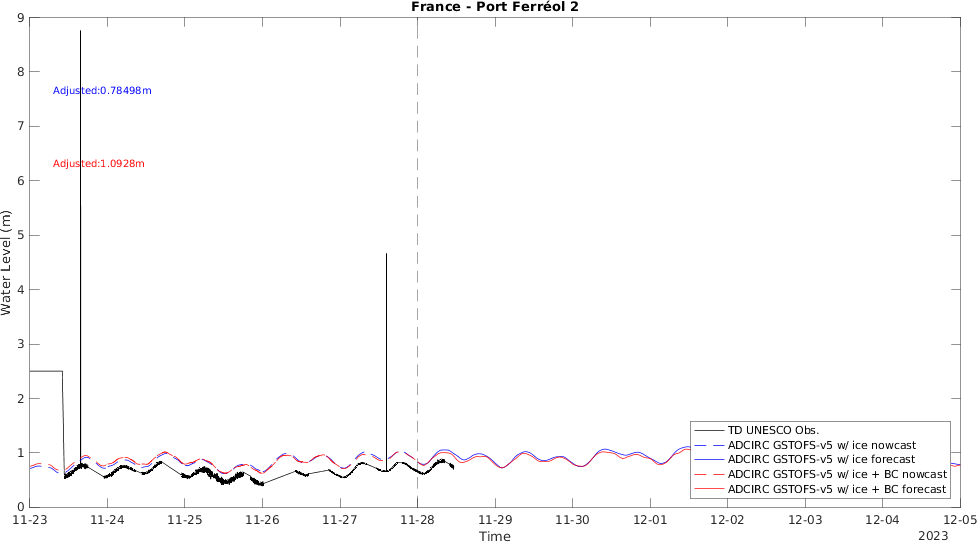 France - Port Ferréol 2
9
8
Adjusted:0.78498m
7
Adjusted:1.0928m
6
5
Water Level (m)
4
3
2
1
0
TD UNESCO Obs.
ADCIRC GSTOFS-v5 w/ ice nowcast
ADCIRC GSTOFS-v5 w/ ice forecast
ADCIRC GSTOFS-v5 w/ ice + BC nowcast
ADCIRC GSTOFS-v5 w/ ice + BC forecast
11-23 11-24 11-25 11-26 11-27 11-28 11-29 11-30 12-01 12-02 12-03 12-04 12-05
Time
2023